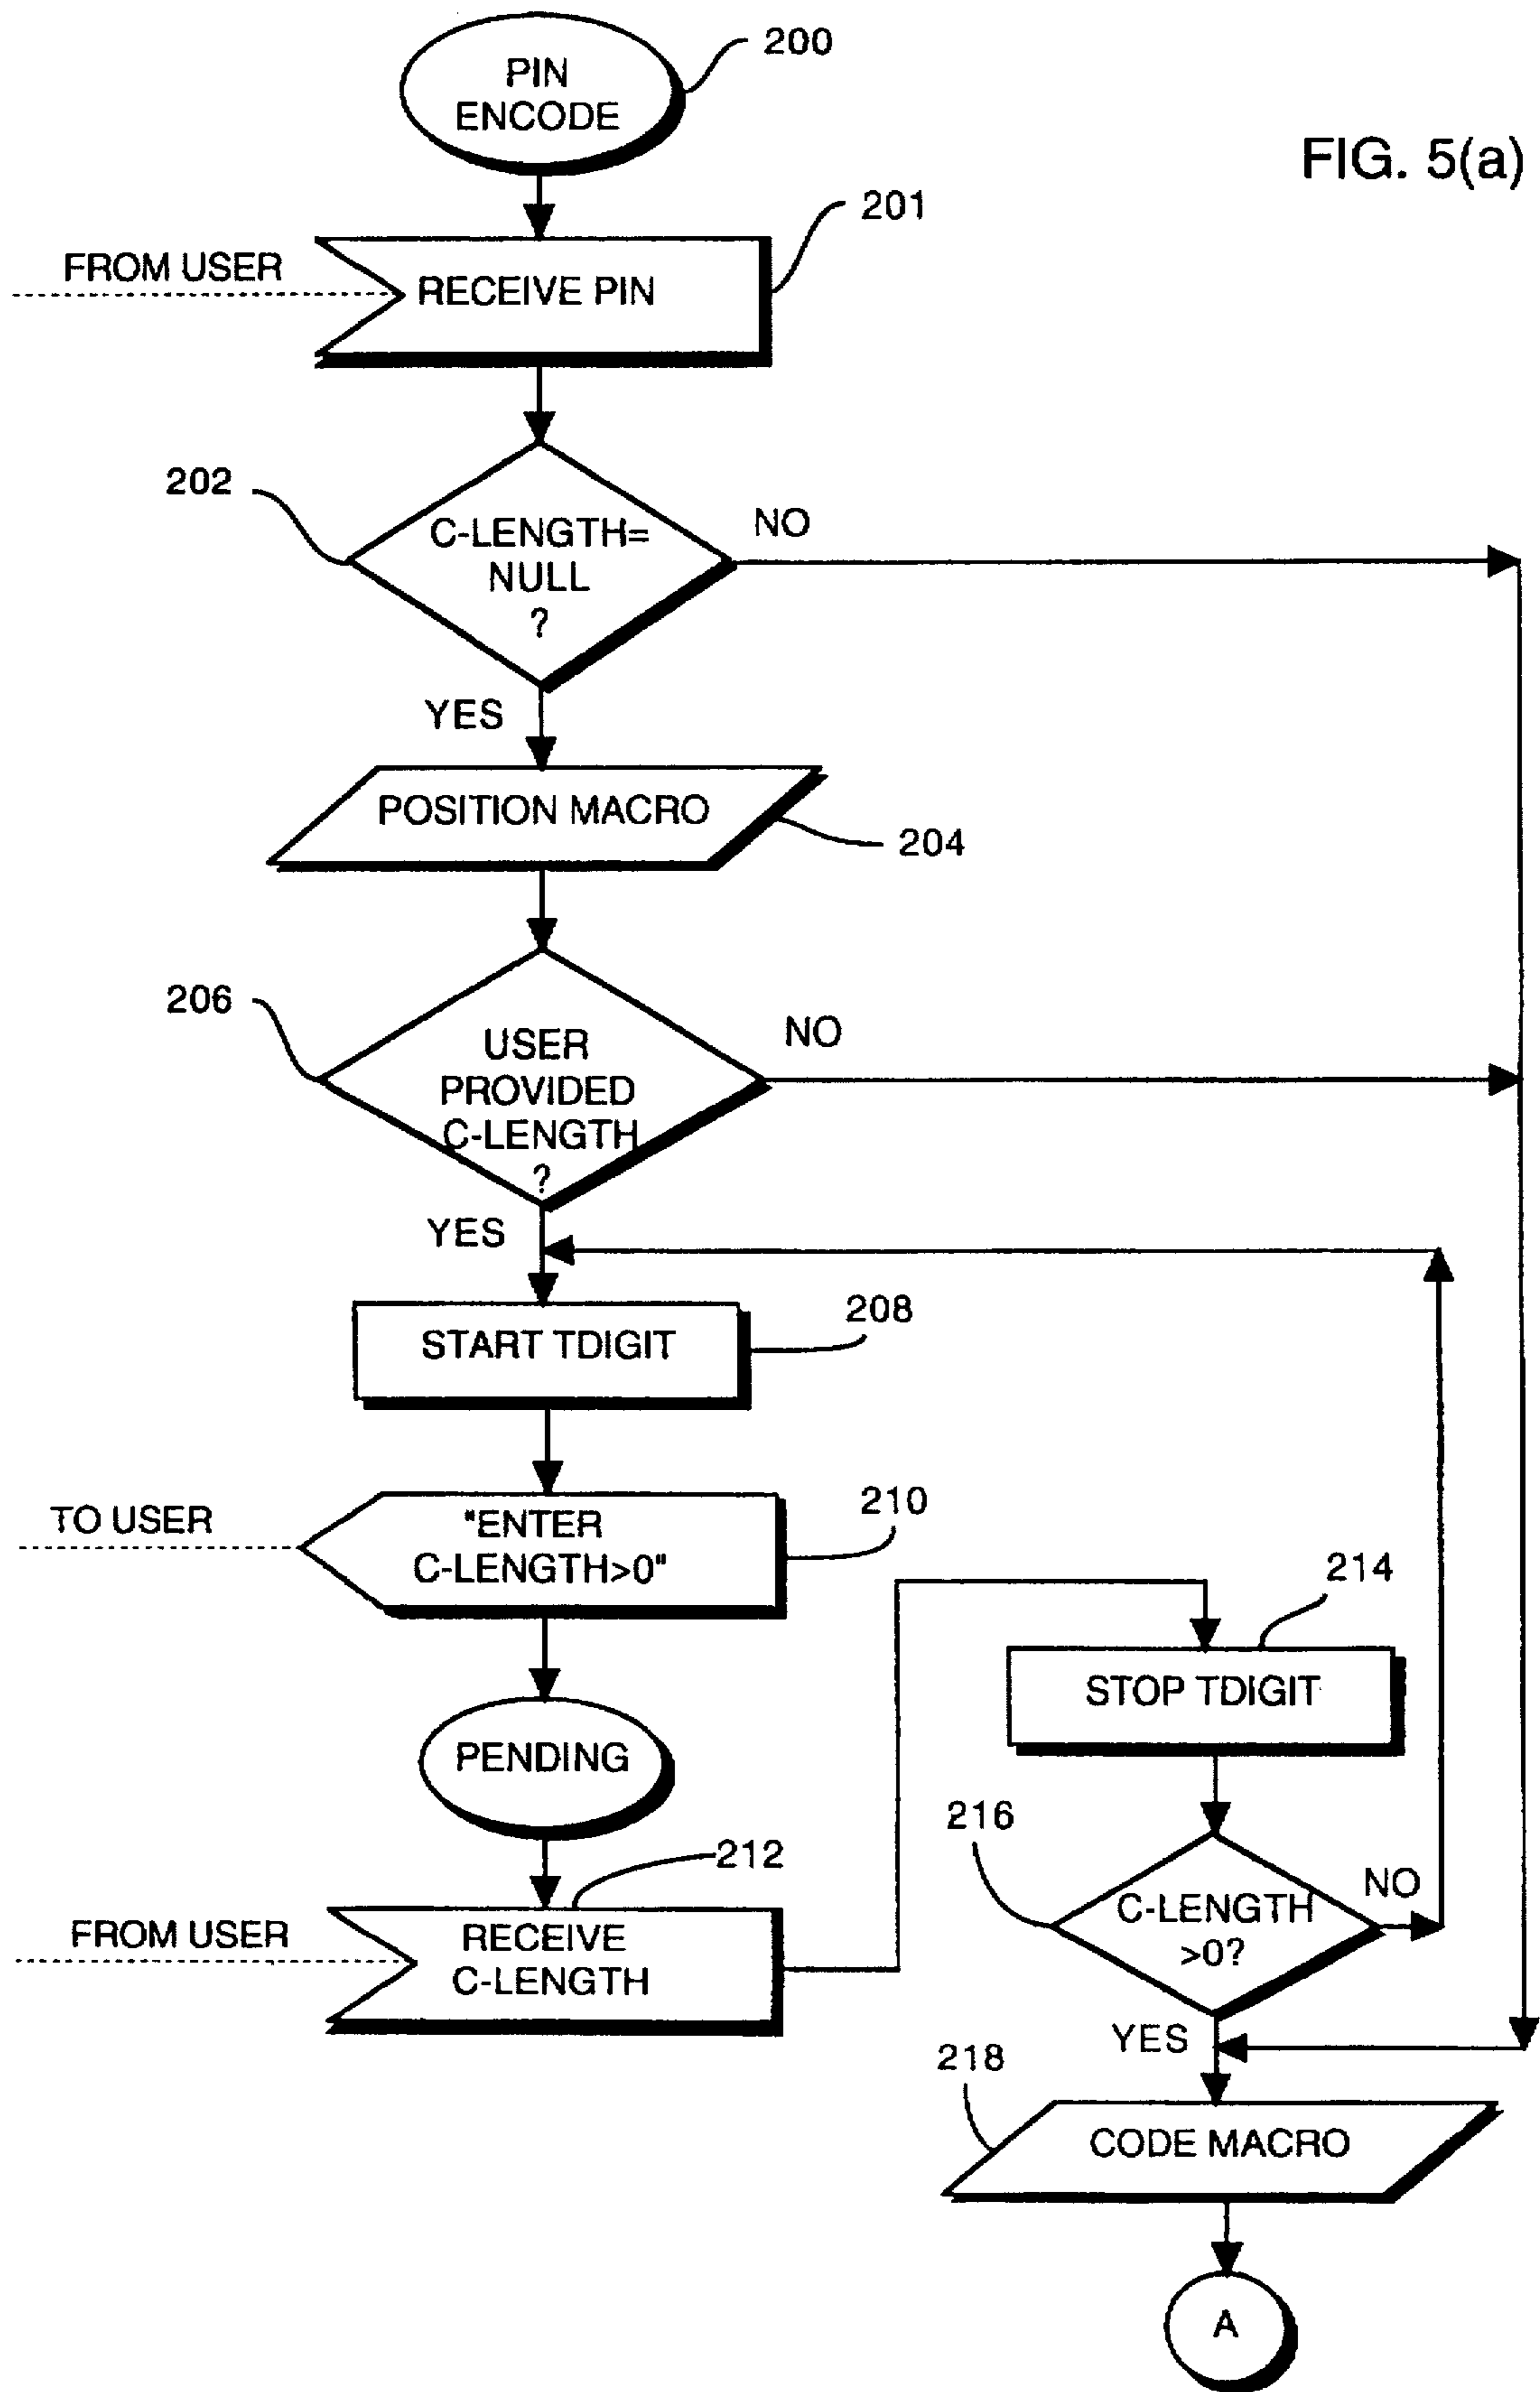 200
PIN
ENCODE
FIG. 5(a)
201
FROM USER
RECEIVE PIN
202
C-LENGTH=
NULL
?
NO
YES
POSITION MACRO
204
206
USER
PROVIDED
C-LENGTH
?
NO
YES
208
START TDIGIT
210
TO USER
"ENTER
C-LENGTH>0"
214
STOP TDIGIT
PENDING
216
212
C-LENGTH
>0?
NO
FROM USER
RECEIVE
C-LENGTH
YES
218
CODE MACRO
A